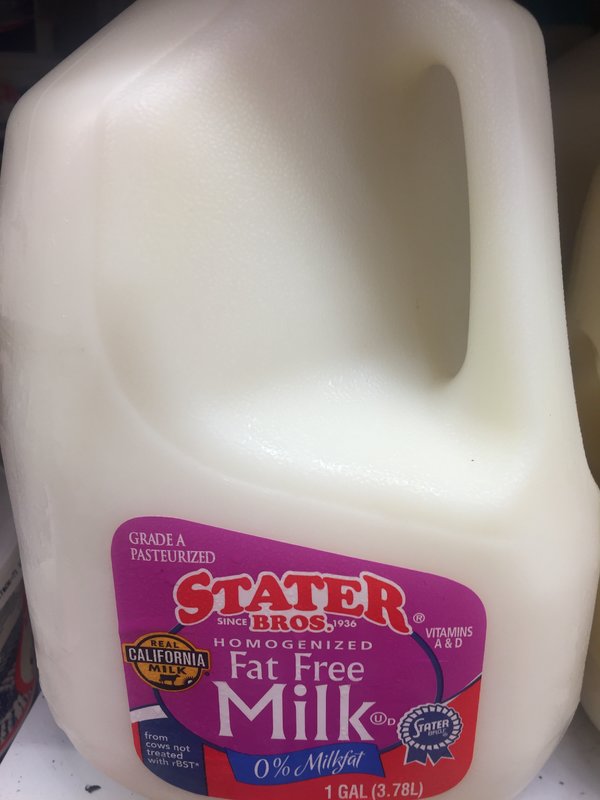 GRADE A
PASTEURIZED
STATER
SINCE BROS. 1936
®
VITAMINS
A & D
HOMOGENIZED
REAL
CALIFORNIA
MILK
Fat Free
Milk
UD
STATER
BROS.
from
cows not
treated
with rBST*
0% Milkfat
1 GAL (3.78L)